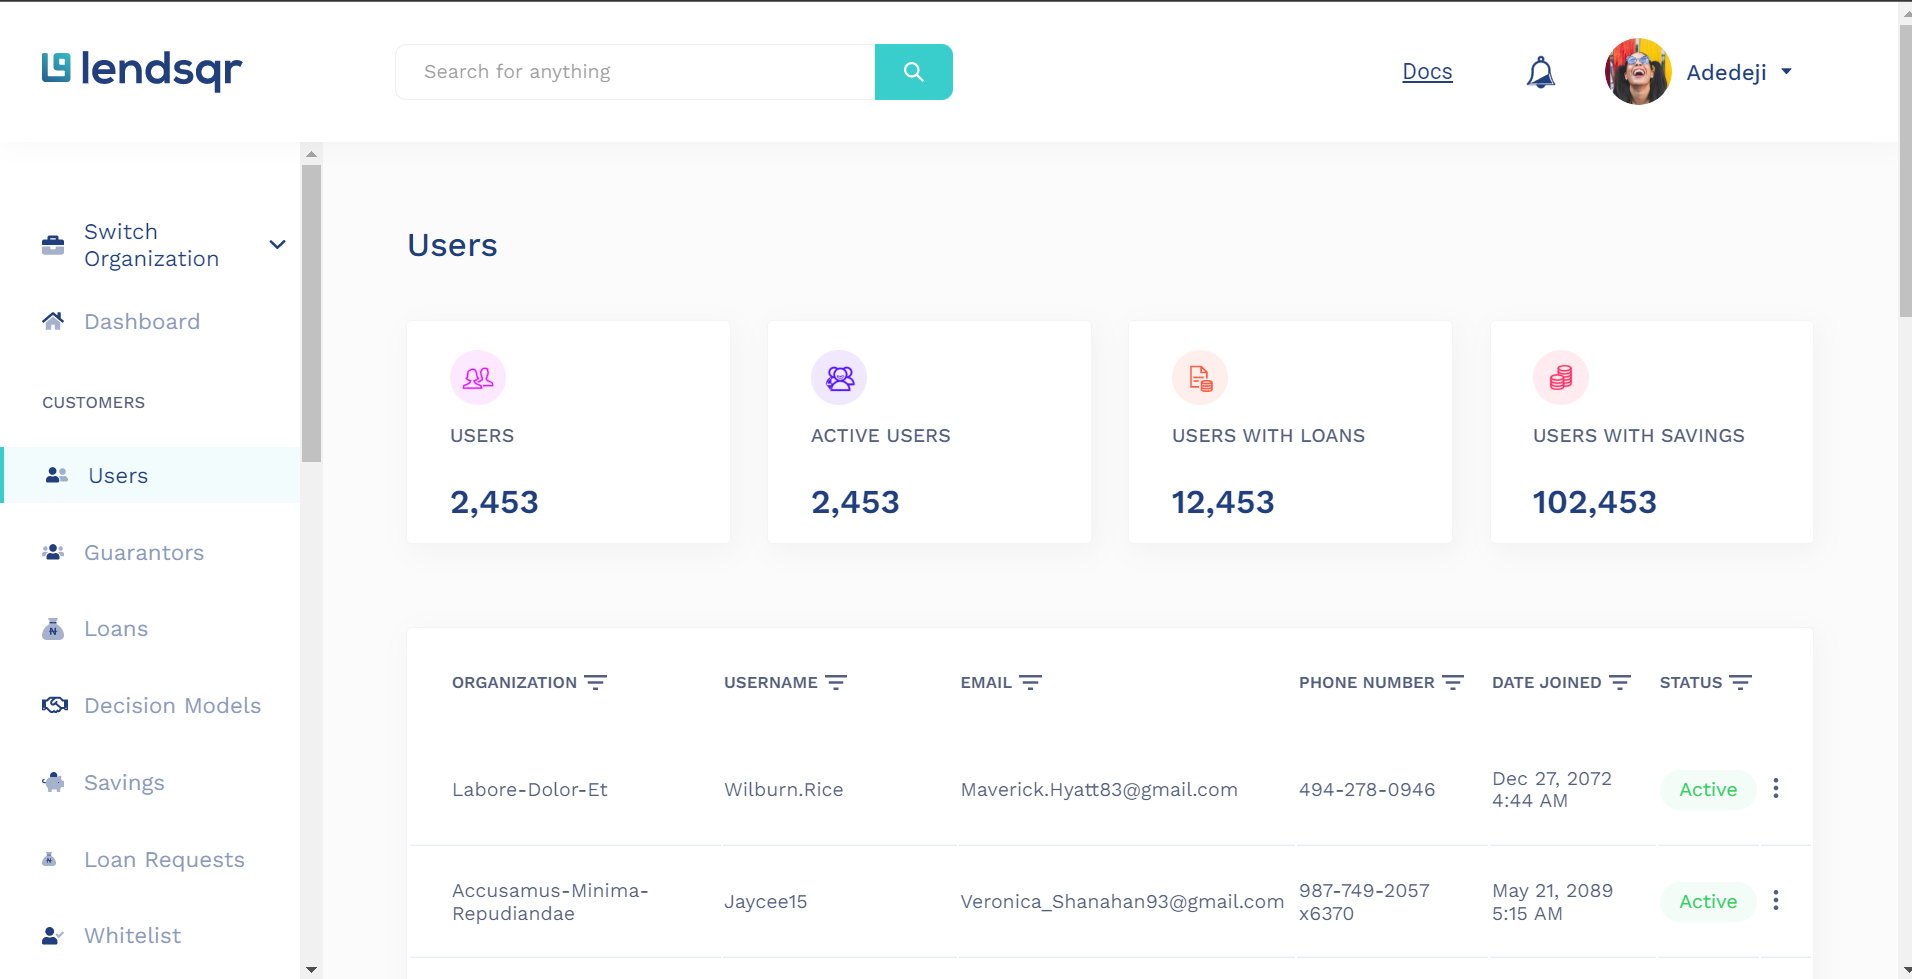 lendsqr
Search for anything
Docs
Adedeji
Switch
Organization
Dashboard
CUSTOMERS
Users
Guarantors
Loans
Decision Models
Savings
Loan Requests
Whitelist
Users
USERS
2,453
ACTIVE USERS
2,453
USERS WITH LOANS
12,453
USERS WITH SAVINGS
102,453
ORGANIZATION USERNAME EMAIL PHONE NUMBER DATE JOINED STATUS
Labore-Dolor-Et
Wilburn.Rice
Maverick.Hyatt83@gmail.com
494-278-0946
Dec 27, 2072
4:44 AM
Active
Accusamus-Minima-
Repudiandae
Jaycee15
Veronica_Shanahan93@gmail.com
987-749-2057
x6370
May 21, 2089
5:15 AM
Active